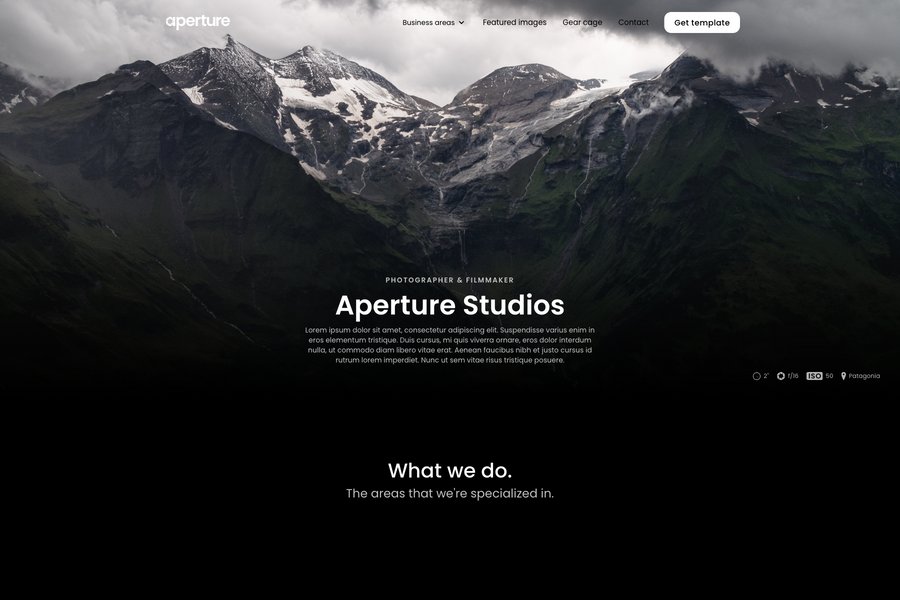 aperture
Business areas
Featured images
Gear cage
Contact
Get template
PHOTOGRAPHER & FILMMAKER
Aperture Studios
Lorem ipsum dolor sit amet, consectetur adipiscing elit. Suspendisse varius enim in
eros elementum tristique. Duis cursus, mi quis viverra ornare, eros dolor interdum
nulla, ut commodo diam libero vitae erat. Aenean faucibus nibh et justo cursus id
rutrum lorem imperdiet. Nunc ut sem vitae risus tristique posuere.
2" f/16 ISO 50 Patagonia
What we do.
The areas that we're specialized in.